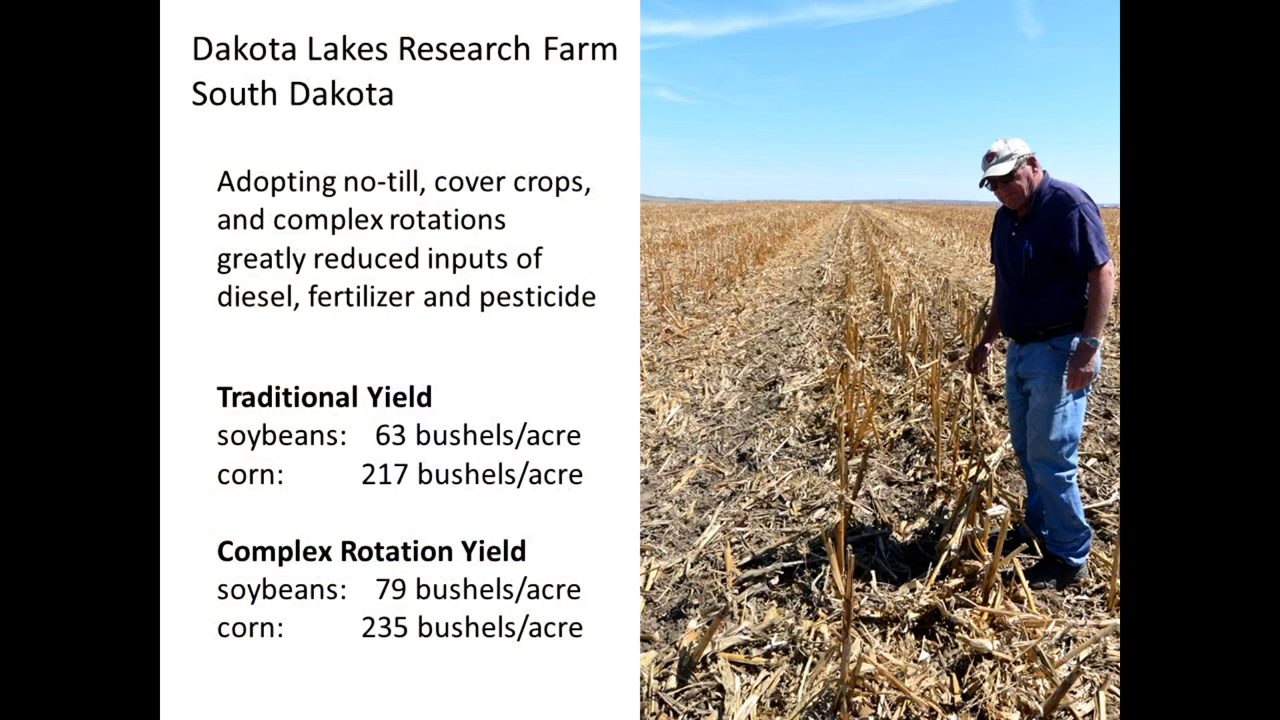 Dakota Lakes Research Farm
South Dakota
Adopting no-till, cover crops,
and complex rotations
greatly reduced inputs of
diesel, fertilizer and pesticide
Traditional Yield
soybeans: 63 bushels/acre
corn: 217 bushels/acre
Complex Rotation Yield
soybeans: 79 bushels/acre
corn: 235 bushels/acre